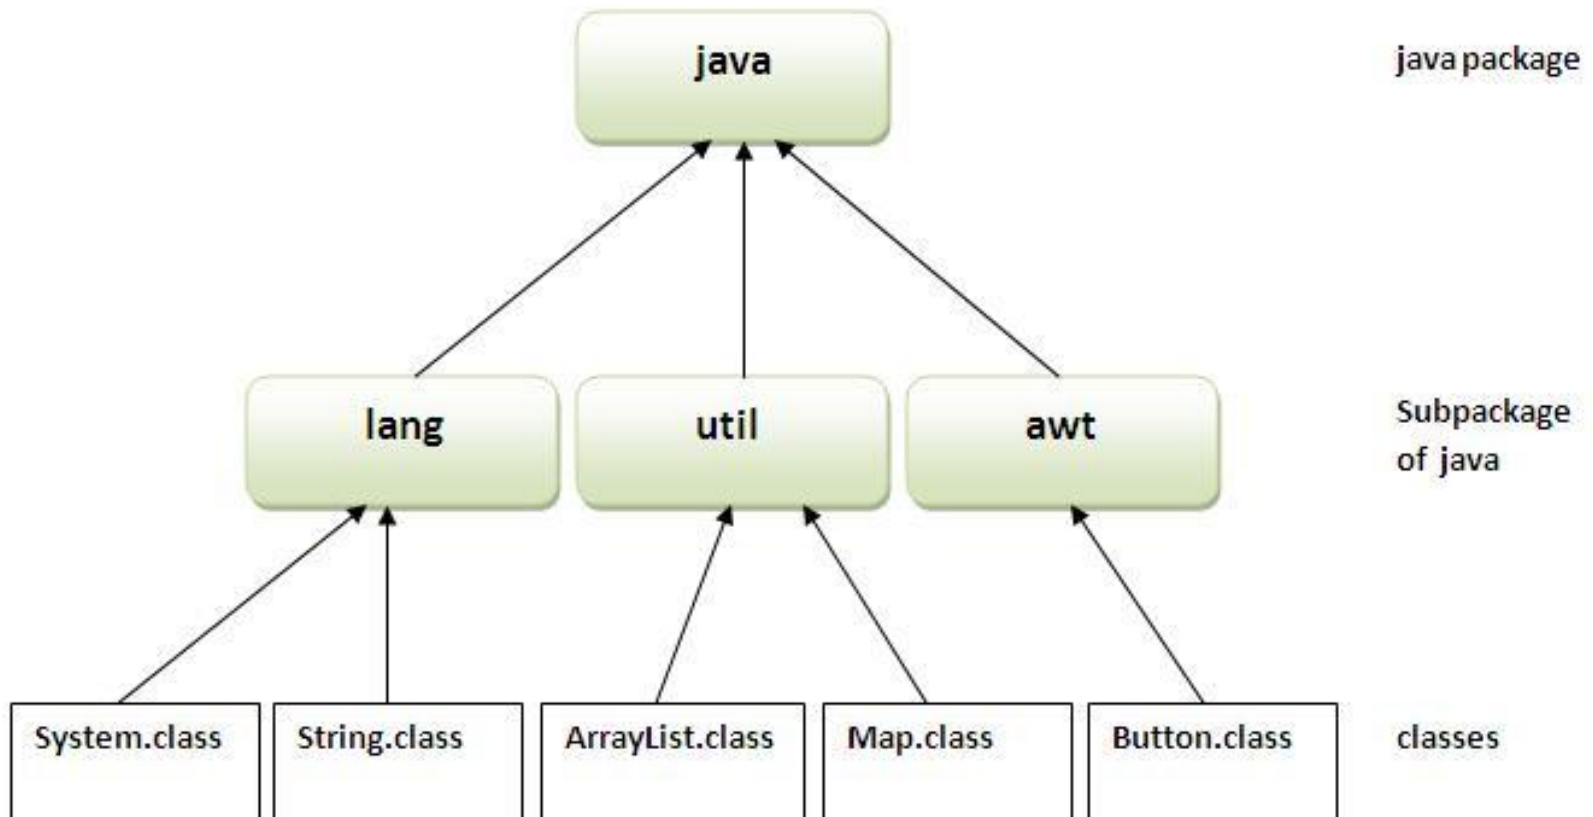 java
java package
lang
util
awt
Subpackage
of java
System.class
String.class
ArrayList.class
Map.class
Button.class
classes